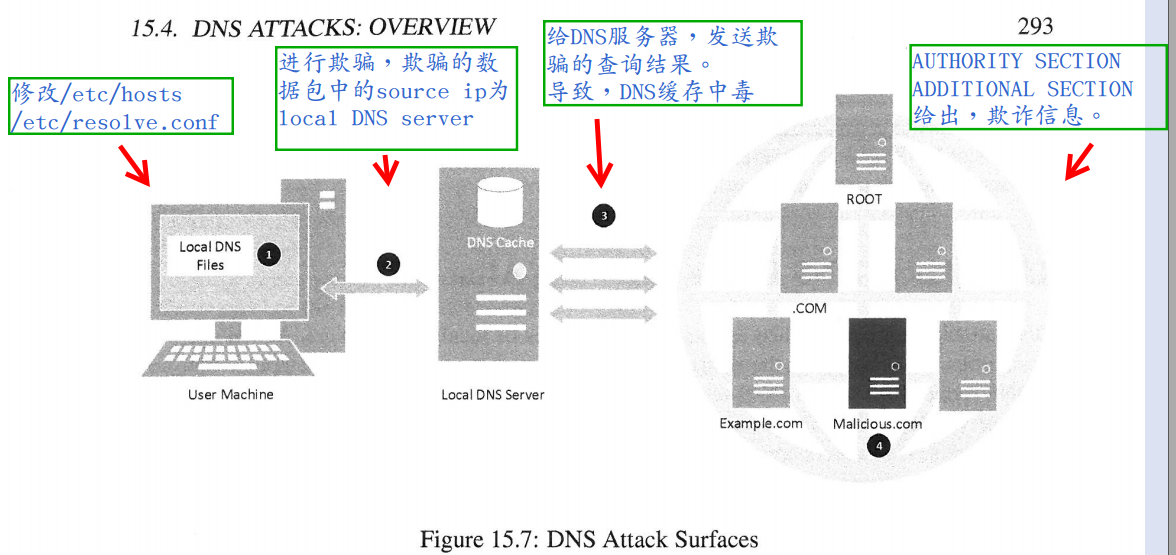 15.4. DNS ATTACKS: OVERVIEW
293
修改/etc/hosts
/etc/resolve.conf
进行欺骗，欺骗的数
据包中的source ip为
local DNS server
给DNS服务器，发送欺
骗的查询结果。
导致，DNS缓存中毒
AUTHORITY SECTION
ADDITIONAL SECTION
给出，欺诈信息。
Local DNS
Files
1
2
DNS Cache
3
ROOT
.COM
User Machine
Local DNS Server
Example.com
Malicious.com
4
Figure 15.7: DNS Attack Surfaces